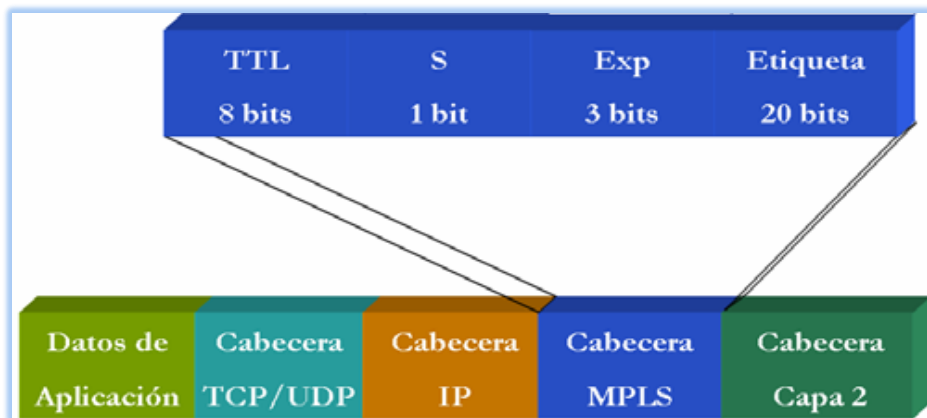 TTL
8 bits
S
1 bit
Exp
3 bits
Etiqueta
20 bits
Datos de
Aplicación
Cabecera
TCP/UDP
Cabecera
IP
Cabecera
MPLS
Cabecera
Capa 2